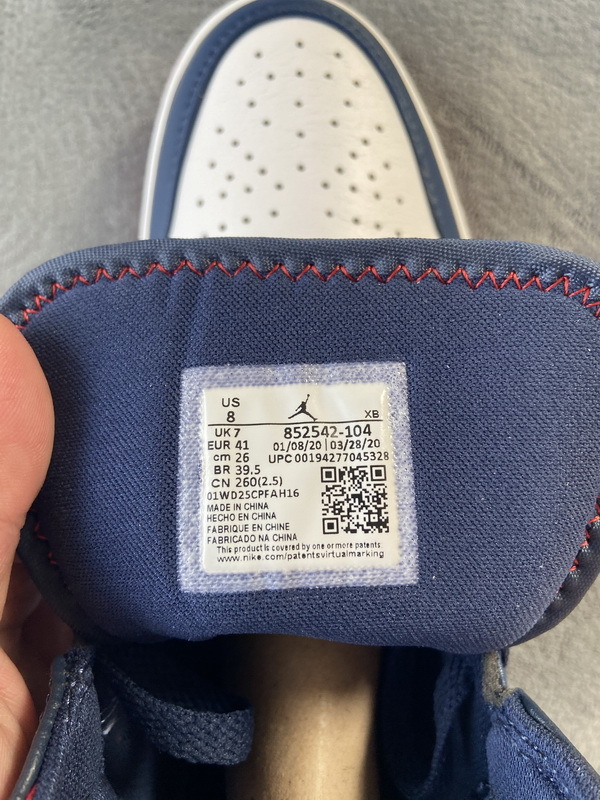 US
8
XB
UK 7 852542-104
EUR 41 01/08/20 | 03/28/20
cm 26 UPC 00194277045328
BR 39.5
CN 260(2.5)
01WD25CPFAH16
MADE IN CHINA
HECHO EN CHINA
FABRIQUE EN CHINE
FABRICADO NA CHINA
This product is covered by one or more patents:
www.nike.com/patentsvirtualmarking